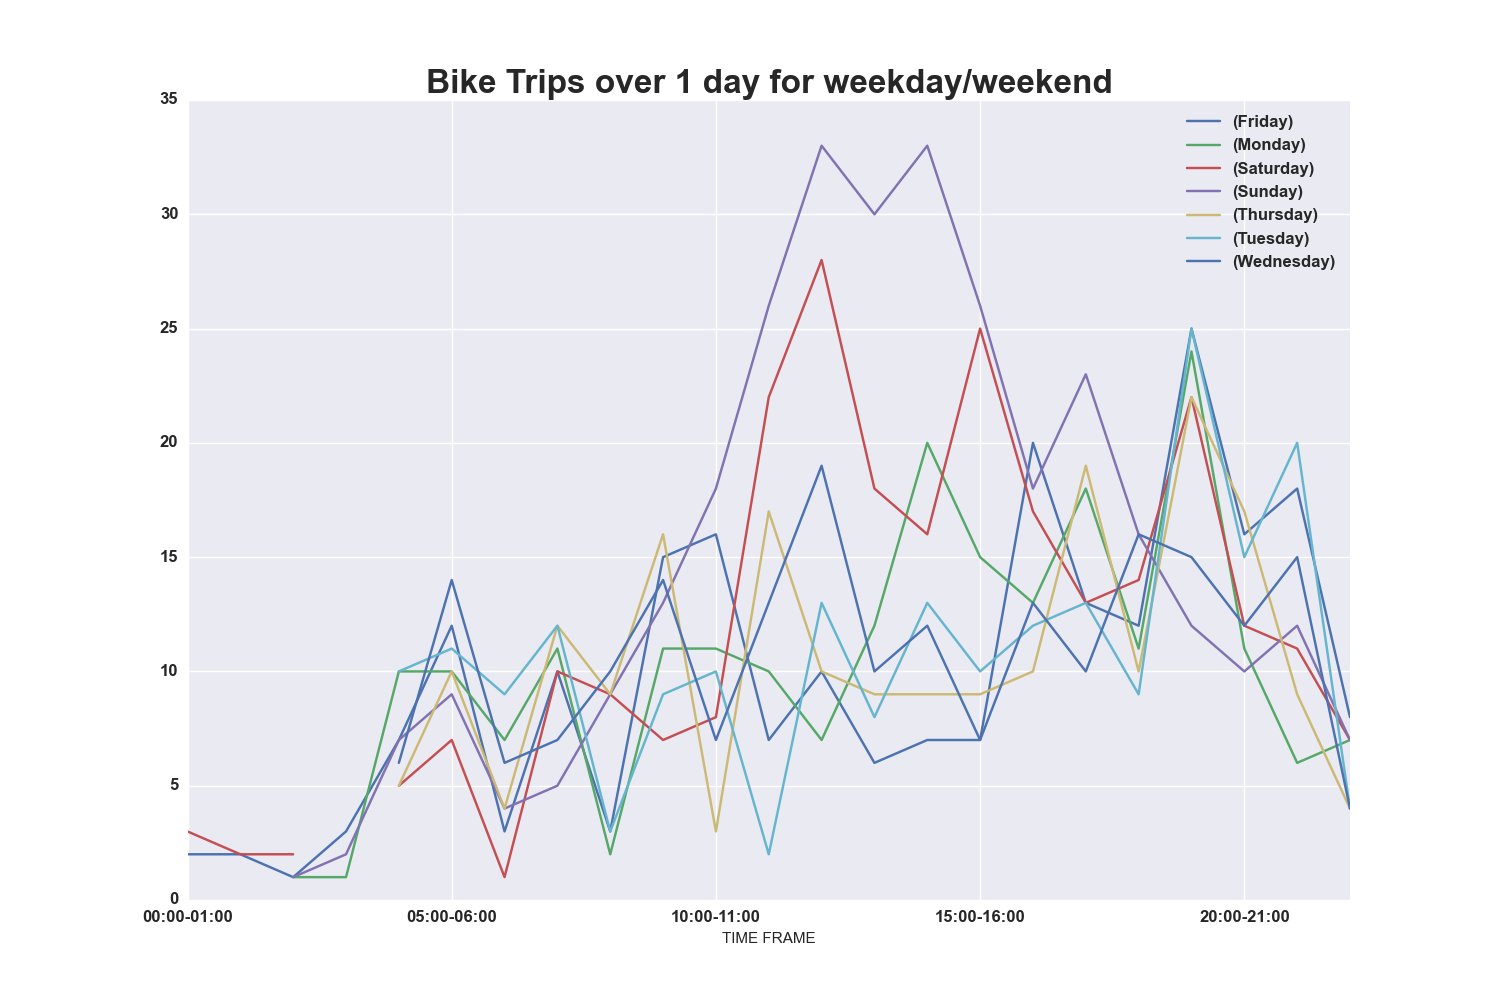 Bike Trips over 1 day for weekday/weekend
35
30
25
20
15
10
5
0
(Friday)
(Monday)
(Saturday)
(Sunday)
(Thursday)
(Tuesday)
(Wednesday)
00:00-01:00 05:00-06:00 10:00-11:00 15:00-16:00 20:00-21:00
TIME FRAME